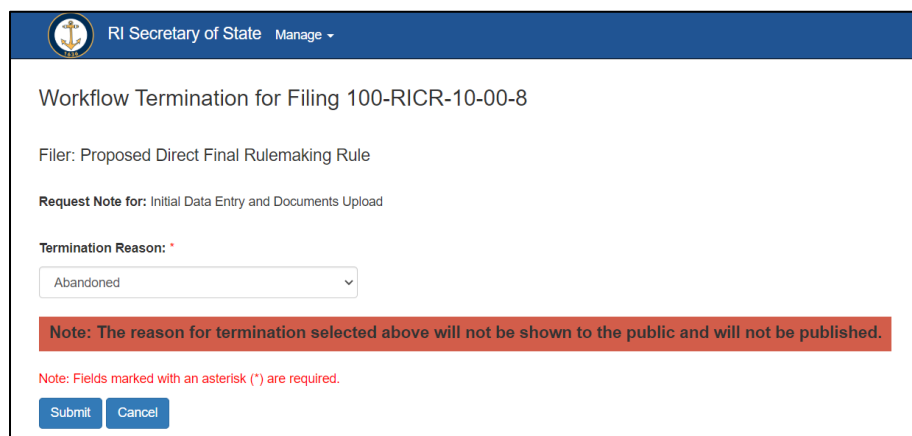 RI Secretary of State Manage
Workflow Termination for Filing 100-RICR-10-00-8
Filer: Proposed Direct Final Rulemaking Rule
Request Note for: Initial Data Entry and Documents Upload
Termination Reason: *
Abandoned
Note: The reason for termination selected above will not be shown to the public and will not be published.
Note: Fields marked with an asterisk (*) are required.
Submit Cancel